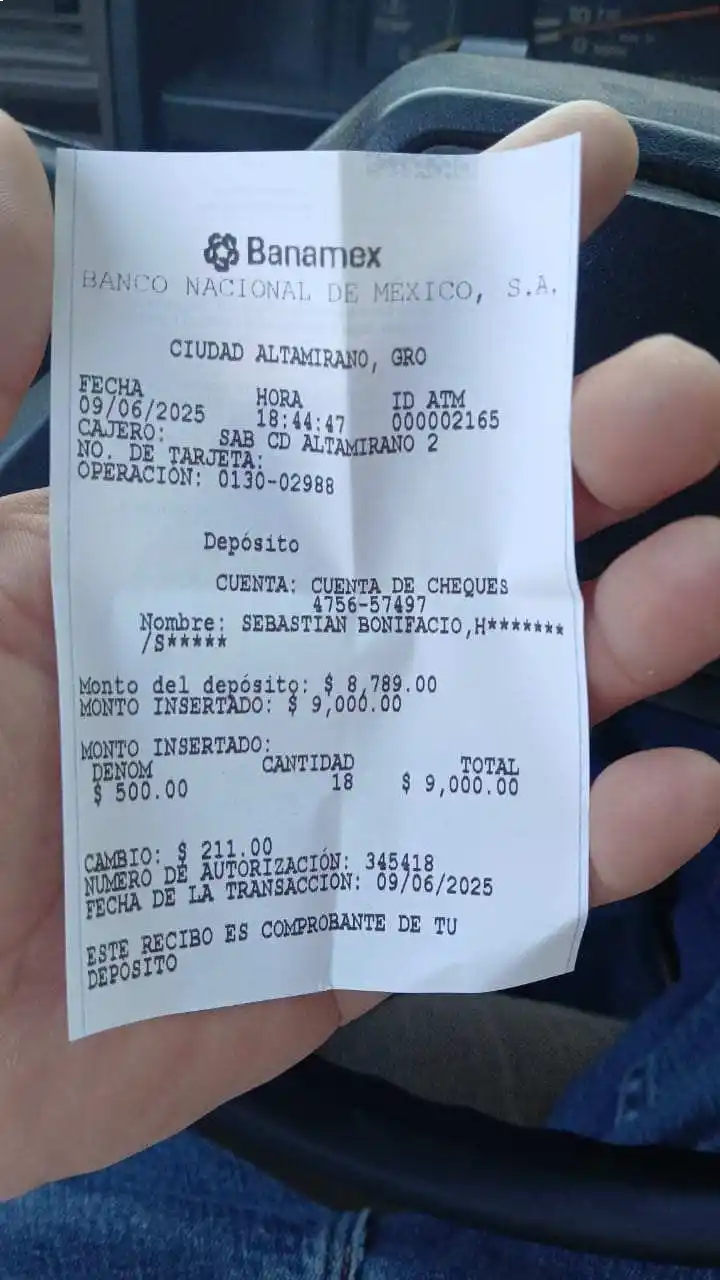 Banamex
BANCO NACIONAL DE MEXICO, S.A.
CIUDAD ALTAMIRANO, GRO
FECHA HORA ID ATM
09/06/2025 18:44:47 000002165
CAJERO: SAB CD ALTAMIRANO 2
NO. DE TARJETA:
OPERACIÓN: 0130-02988
Depósito
CUENTA: CUENTA DE CHEQUES
4756-57497
Nombre: SEBASTIAN BONIFACIO,H*******
/S*****
Monto del depósito: $ 8,789.00
MONTO INSERTADO: $ 9,000.00
MONTO INSERTADO:
DENOM CANTIDAD TOTAL
$ 500.00 18 $ 9,000.00
CAMBIO: $ 211.00
NUMERO DE AUTORIZACIÓN: 345418
FECHA DE LA TRANSACCION: 09/06/2025
ESTE RECIBO ES COMPROBANTE DE TU
DEPÓSITO